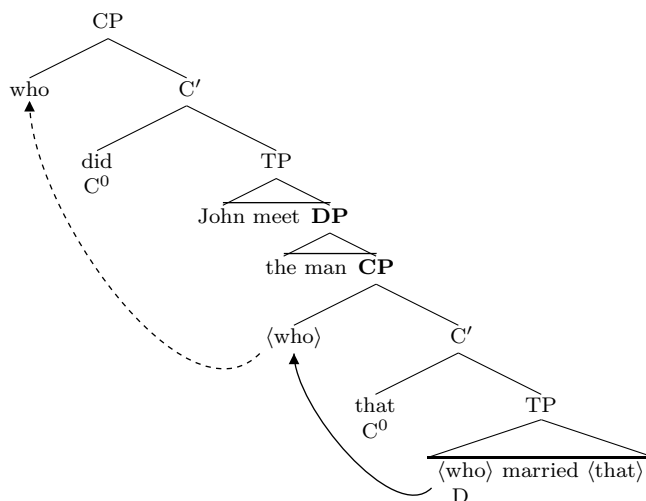 CP
who C′
did TP
C⁰
John meet DP
the man CP
⟨who⟩ C′
that TP
C⁰
⟨who⟩ married ⟨that⟩
D